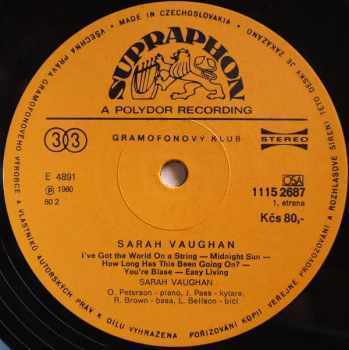 MADE IN CZECHOSLOVAKIA
VŠECHNA PRÁVA GRAMOFONOVÉHO VÝROBCE A VLASTNÍKŮ AUTORSKÝCH PRÁV K DÍLU VYHRAZENA
POŘIZOVÁNÍ KOPIÍ VEŘEJNÉ PROVOZOVÁNÍ A ROZHLASOVÉ ŠÍŘENÍ TÉTO DESKY JE ZAKÁZÁNO
SUPRAPHON
A POLYDOR RECORDING
33
GRAMOFONOVÝ KLUB
STEREO
E 4891
OSA
Ⓟ 1980
1115 2687
80 2
1. strana
Kčs 80,-
SARAH VAUGHAN
I've Got the World On a String — Midnight Sun —
How Long Has This Been Going On? —
You're Blase — Easy Living
SARAH VAUGHAN
O. Peterson - piano, J. Pass - kytara,
R. Brown - basa, L. Bellson - bicí